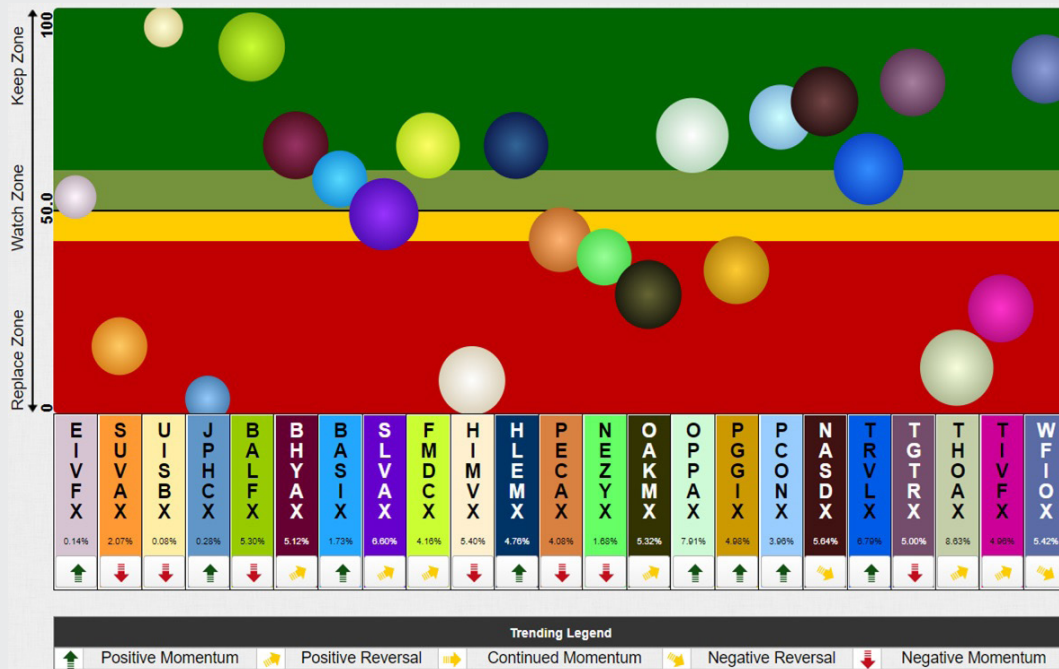 Keep Zone
Watch Zone
Replace Zone
100
50.0
0
EIVFX
SUVAX
UISBX
JPHCX
BALFX
BHYAX
BASIX
SLVAX
FMDCX
HIMVX
HLEMX
PECAX
NEZYX
OAKMX
OPPAX
PGGIX
PCONX
NASDX
TRVLX
TGTRX
THOAX
TIVFX
WFIOX
0.14%
2.07%
0.08%
0.28%
5.30%
5.12%
1.73%
6.60%
4.16%
5.40%
4.76%
4.08%
1.68%
5.32%
7.91%
4.98%
3.96%
5.64%
6.79%
5.00%
8.63%
4.96%
5.42%
Trending Legend
Positive Momentum Positive Reversal Continued Momentum Negative Reversal Negative Momentum